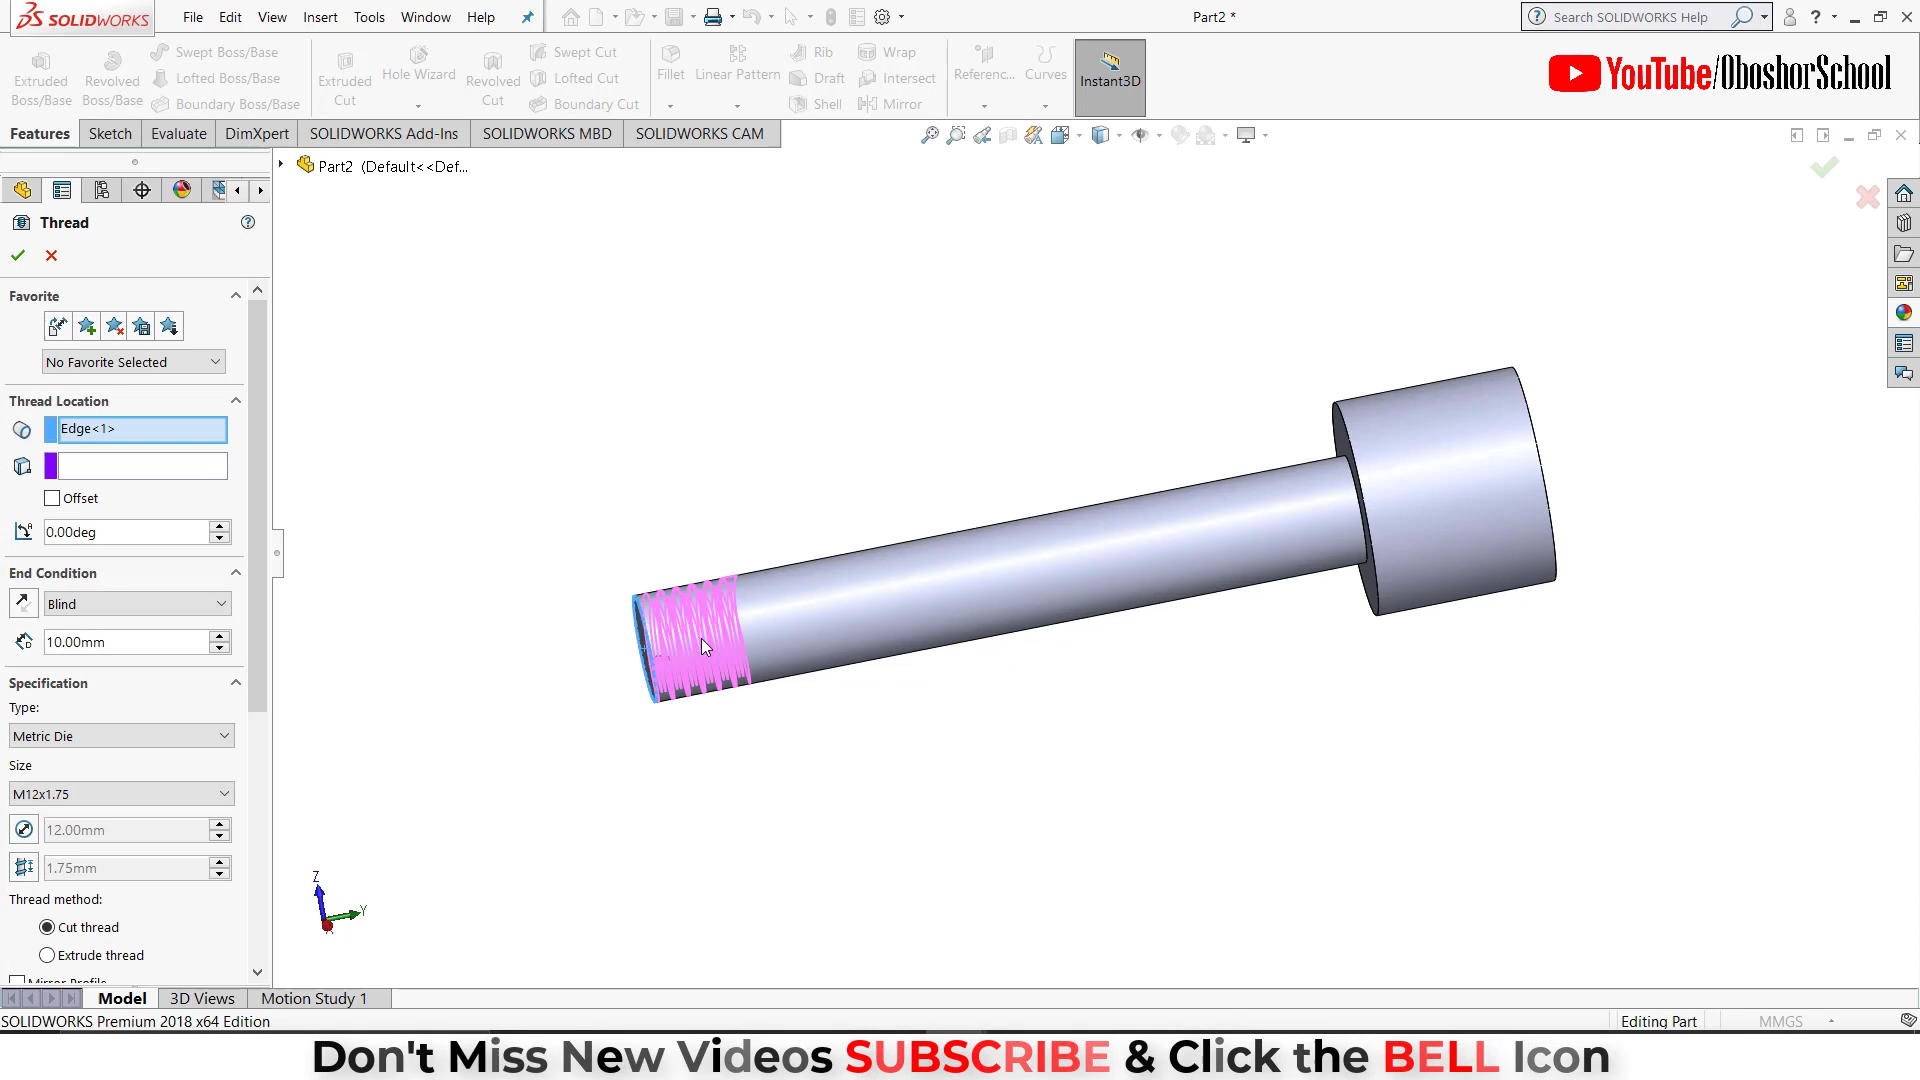 SOLIDWORKS
File Edit View Insert Tools Window Help
Part2 *
Search SOLIDWORKS Help
?
Extruded Boss/Base
Revolved Boss/Base
Swept Boss/Base
Lofted Boss/Base
Boundary Boss/Base
Extruded Cut
Hole Wizard
Revolved Cut
Swept Cut
Lofted Cut
Boundary Cut
Fillet
Linear Pattern
Rib
Draft
Shell
Wrap
Intersect
Mirror
Referenc...
Curves
Instant3D
YouTube/OboshorSchool
Features Sketch Evaluate DimXpert SOLIDWORKS Add-Ins SOLIDWORKS MBD SOLIDWORKS CAM
Part2 (Default<<Def...
Thread
?
Favorite
No Favorite Selected
Thread Location
Edge<1>
Offset
0.00deg
End Condition
Blind
10.00mm
Specification
Type:
Metric Die
Size
M12x1.75
12.00mm
1.75mm
Thread method:
Cut thread
Extrude thread
Mirror Profile
Z
Y
X
Model 3D Views Motion Study 1
SOLIDWORKS Premium 2018 x64 Edition
Editing Part
MMGS
Don't Miss New Videos SUBSCRIBE & Click the BELL Icon